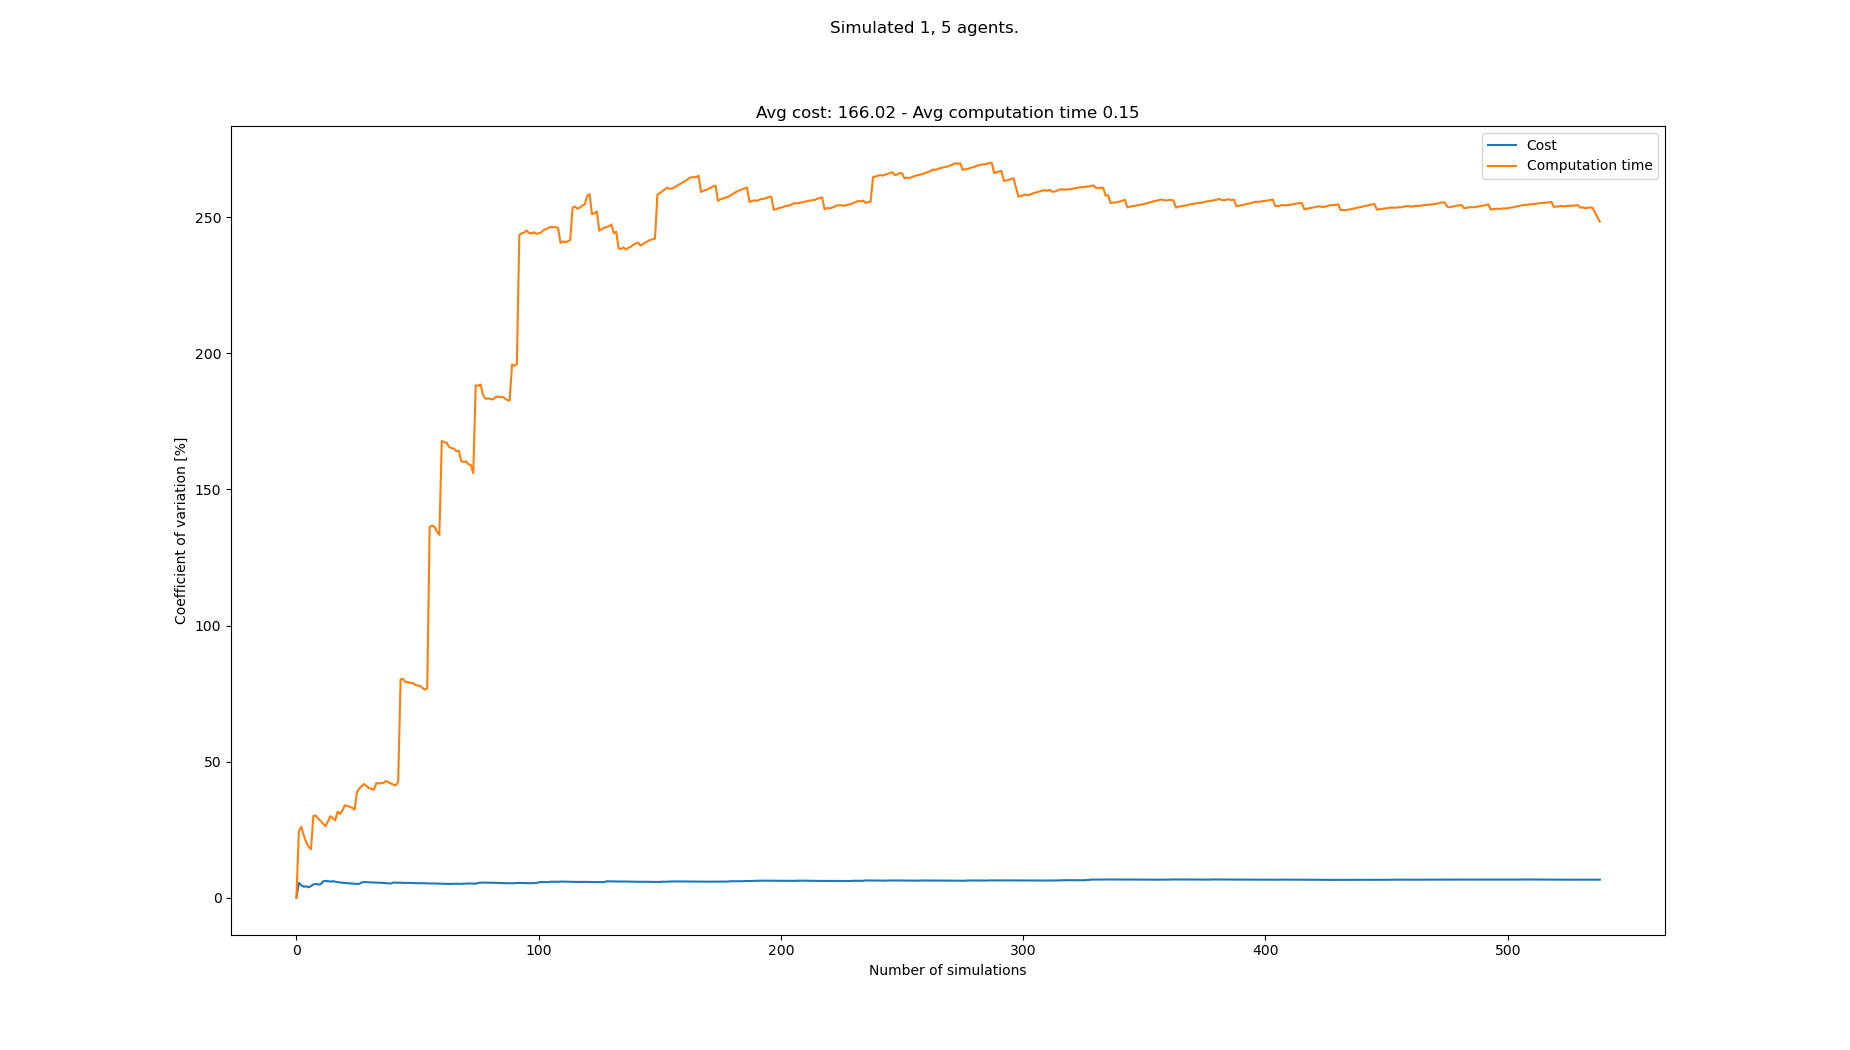 Simulated 1, 5 agents.
Avg cost: 166.02 - Avg computation time 0.15
Cost
Computation time
Coefficient of variation [%]
250
200
150
100
50
0
0 100 200 300 400 500
Number of simulations